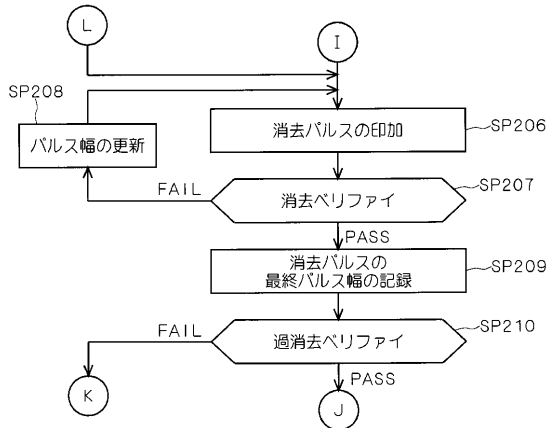 L
I
SP208
パルス幅の更新
消去パルスの印加
SP206
FAIL
消去ベリファイ
SP207
PASS
消去パルスの
最終パルス幅の記録
SP209
FAIL
過消去ベリファイ
SP210
PASS
K
J